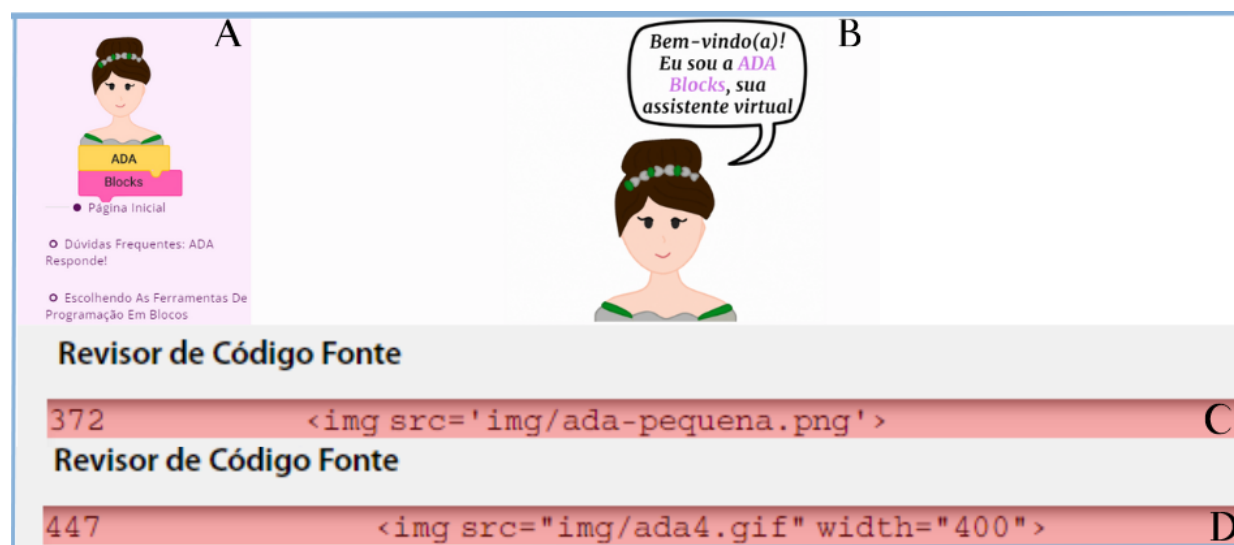 A
ADA
Blocks
Página Inicial
Dúvidas Frequentes: ADA
Responde!
Escolhendo As Ferramentas De
Programação Em Blocos
Bem-vindo(a)!
Eu sou a ADA
Blocks, sua
assistente virtual
B
Revisor de Código Fonte
372 <img src='img/ada-pequena.png'> C
Revisor de Código Fonte
447 <img src="img/ada4.gif" width="400"> D